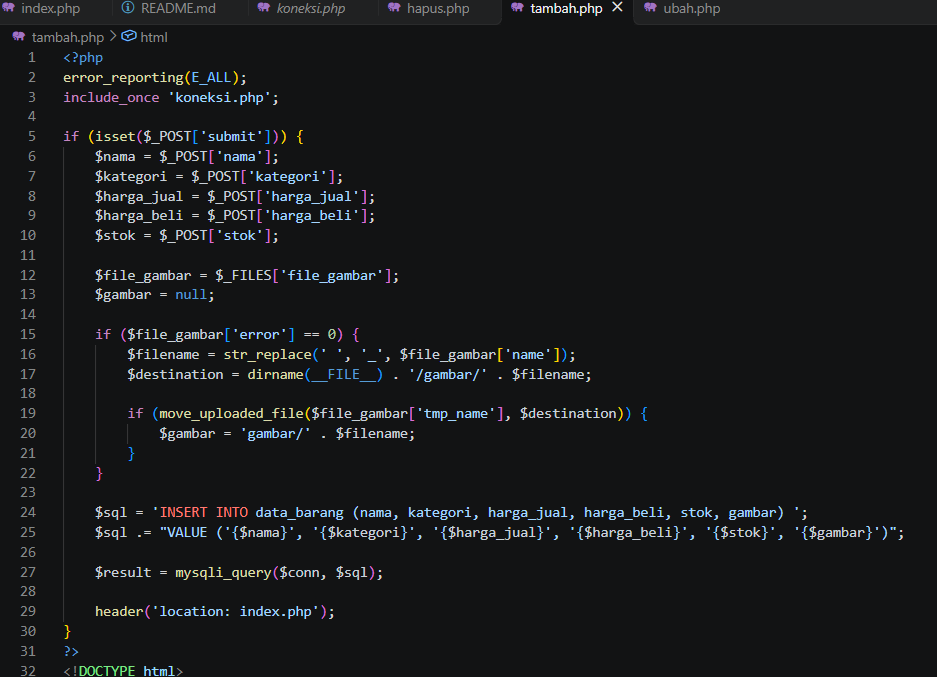 index.php README.md koneksi.php hapus.php tambah.php ubah.php
tambah.php > html
1 <?php
2 error_reporting(E_ALL);
3 include_once 'koneksi.php';
4
5 if (isset($_POST['submit'])) {
6     $nama = $_POST['nama'];
7     $kategori = $_POST['kategori'];
8     $harga_jual = $_POST['harga_jual'];
9     $harga_beli = $_POST['harga_beli'];
10     $stok = $_POST['stok'];
11
12     $file_gambar = $_FILES['file_gambar'];
13     $gambar = null;
14
15     if ($file_gambar['error'] == 0) {
16         $filename = str_replace(' ', '_', $file_gambar['name']);
17         $destination = dirname(__FILE__) . '/gambar/' . $filename;
18
19         if (move_uploaded_file($file_gambar['tmp_name'], $destination)) {
20             $gambar = 'gambar/' . $filename;
21         }
22     }
23
24     $sql = 'INSERT INTO data_barang (nama, kategori, harga_jual, harga_beli, stok, gambar) ';
25     $sql .= "VALUE ('{$nama}', '{$kategori}', '{$harga_jual}', '{$harga_beli}', '{$stok}', '{$gambar}')";
26
27     $result = mysqli_query($conn, $sql);
28
29     header('location: index.php');
30 }
31 ?>
32 <!DOCTYPE html>